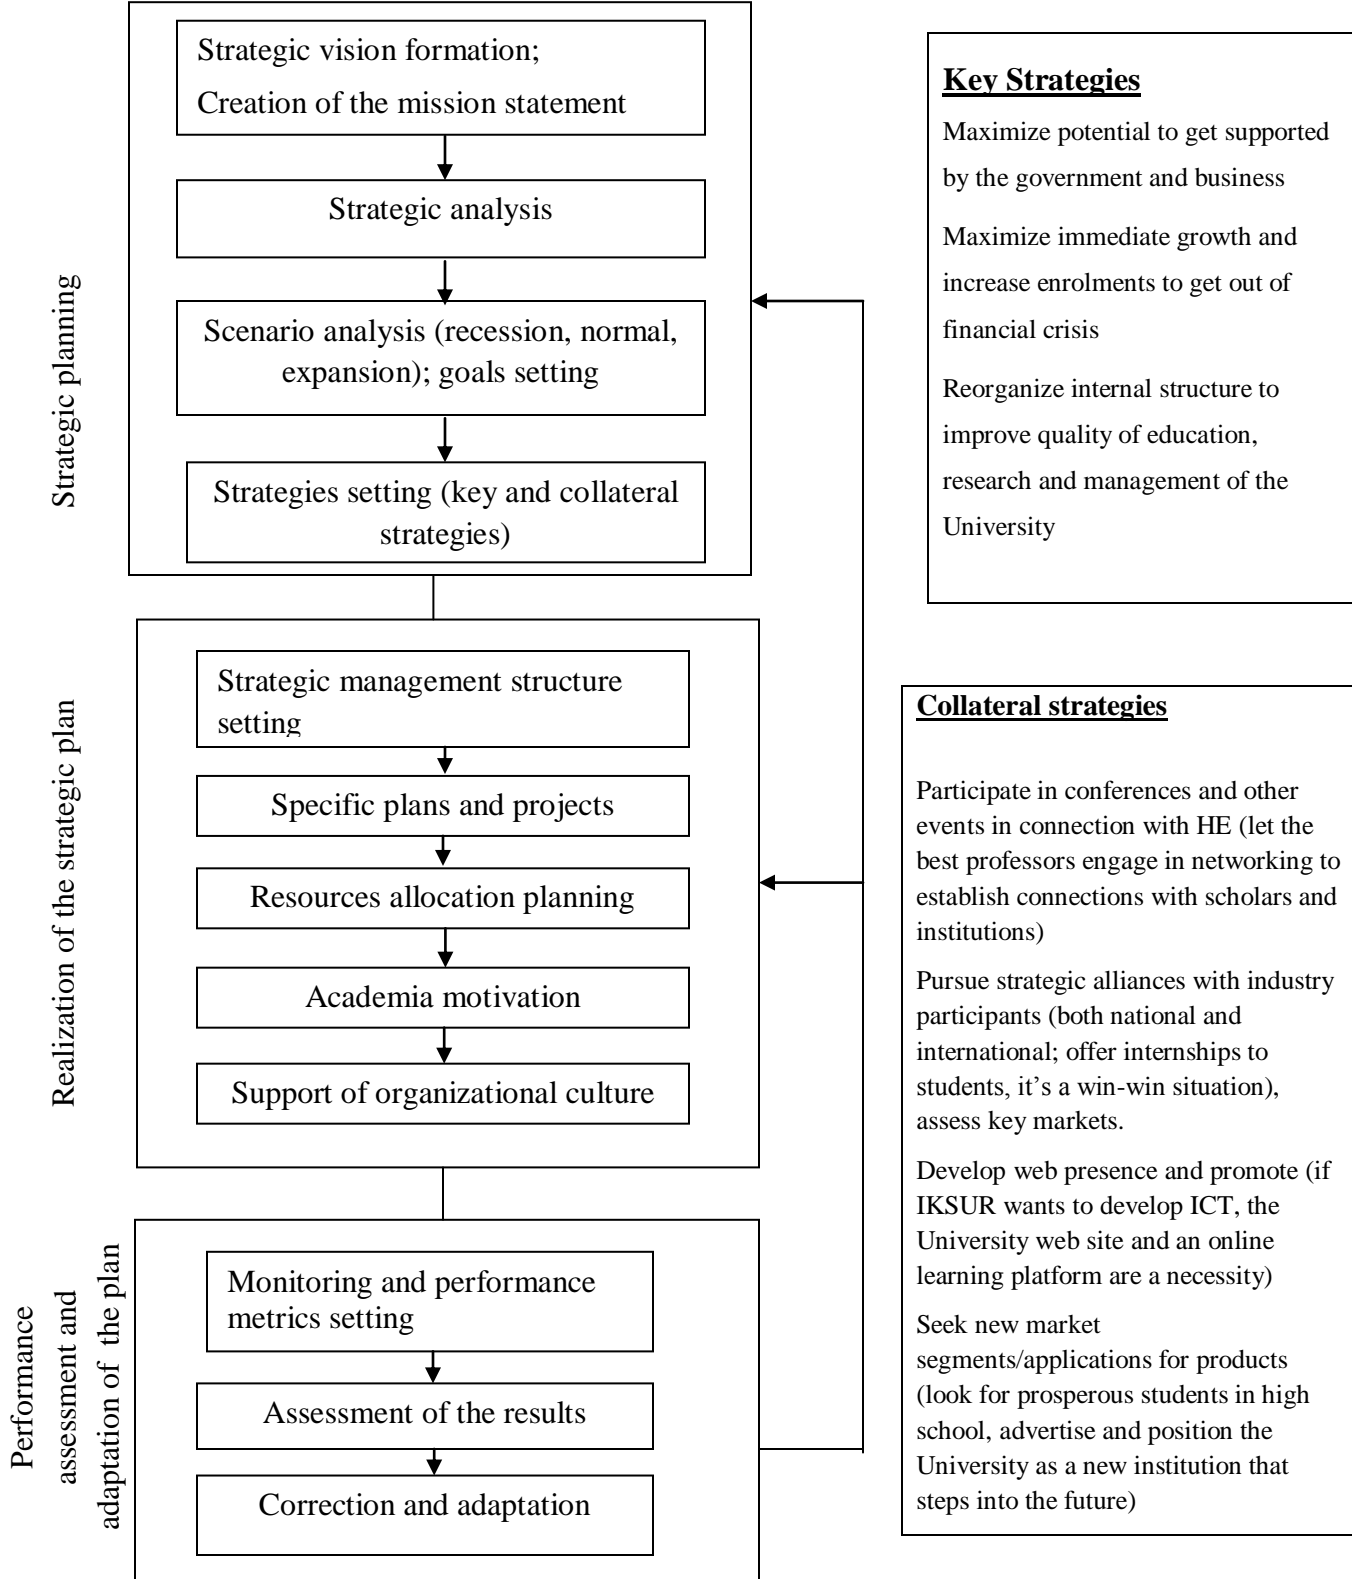 Strategic planning
Strategic vision formation;
Creation of the mission statement
Strategic analysis
Scenario analysis (recession, normal,
expansion); goals setting
Strategies setting (key and collateral
strategies)
Realization of the strategic plan
Strategic management structure
setting
Specific plans and projects
Resources allocation planning
Academia motivation
Support of organizational culture
Performance
assessment and
adaptation of the plan
Monitoring and performance
metrics setting
Assessment of the results
Correction and adaptation
Key Strategies
Maximize potential to get supported
by the government and business
Maximize immediate growth and
increase enrolments to get out of
financial crisis
Reorganize internal structure to
improve quality of education,
research and management of the
University
Collateral strategies
Participate in conferences and other
events in connection with HE (let the
best professors engage in networking to
establish connections with scholars and
institutions)
Pursue strategic alliances with industry
participants (both national and
international; offer internships to
students, it’s a win-win situation),
assess key markets.
Develop web presence and promote (if
IKSUR wants to develop ICT, the
University web site and an online
learning platform are a necessity)
Seek new market
segments/applications for products
(look for prosperous students in high
school, advertise and position the
University as a new institution that
steps into the future)